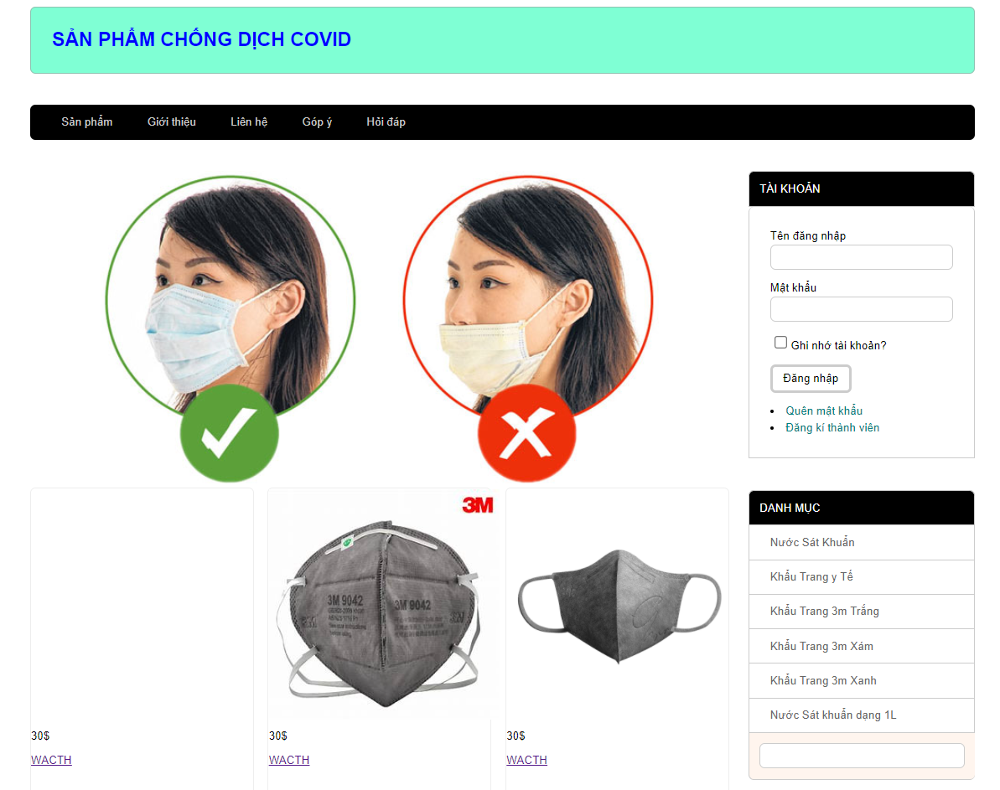 SẢN PHẨM CHỐNG DỊCH COVID
Sản phẩm Giới thiệu Liên hệ Góp ý Hỏi đáp
TÀI KHOẢN
Tên đăng nhập
Mật khẩu
Ghi nhớ tài khoản?
Đăng nhập
Quên mật khẩu
Đăng kí thành viên
3M
3M 9042
3M 9042
30$
WACTH
30$
WACTH
30$
WACTH
DANH MỤC
Nước Sát Khuẩn
Khẩu Trang y Tế
Khẩu Trang 3m Trắng
Khẩu Trang 3m Xám
Khẩu Trang 3m Xanh
Nước Sát khuẩn dạng 1L